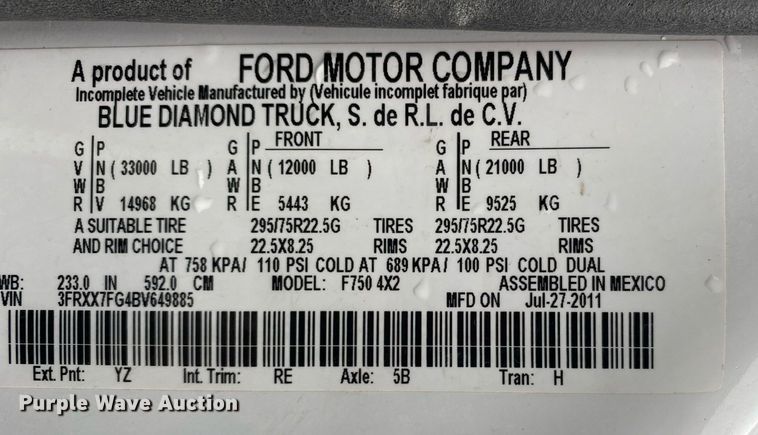 A product of FORD MOTOR COMPANY
Incomplete Vehicle Manufactured by (Vehicule incomplet fabrique par)
BLUE DIAMOND TRUCK, S. de R.L. de C.V.
FRONT REAR
G P G P G P
V N ( 33000 LB ) A N ( 12000 LB ) A N ( 21000 LB )
W B W B W B
R V 14968 KG R E 5443 KG R E 9525 KG
A SUITABLE TIRE 295/75R22.5G TIRES 295/75R22.5G TIRES
AND RIM CHOICE 22.5X8.25 RIMS 22.5X8.25 RIMS
AT 758 KPA/ 110 PSI COLD AT 689 KPA/ 100 PSI COLD DUAL
WB: 233.0 IN 592.0 CM MODEL: F750 4X2 ASSEMBLED IN MEXICO
VIN 3FRXX7FG4BV649885 MFD ON Jul-27-2011
Ext. Pnt: YZ Int. Trim: RE Axle: 5B Tran: H
Purple Wave Auction